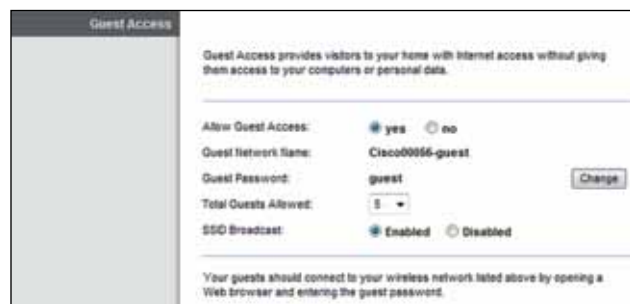 Guest Access
Guest Access provides visitors to your home with Internet access without giving
them access to your computers or personal data.
Allow Guest Access: yes no
Guest Network Name: Cisco00056-guest
Guest Password: guest Change
Total Guests Allowed: 5
SSID Broadcast: Enabled Disabled
Your guests should connect to your wireless network listed above by opening a
Web browser and entering the guest password.